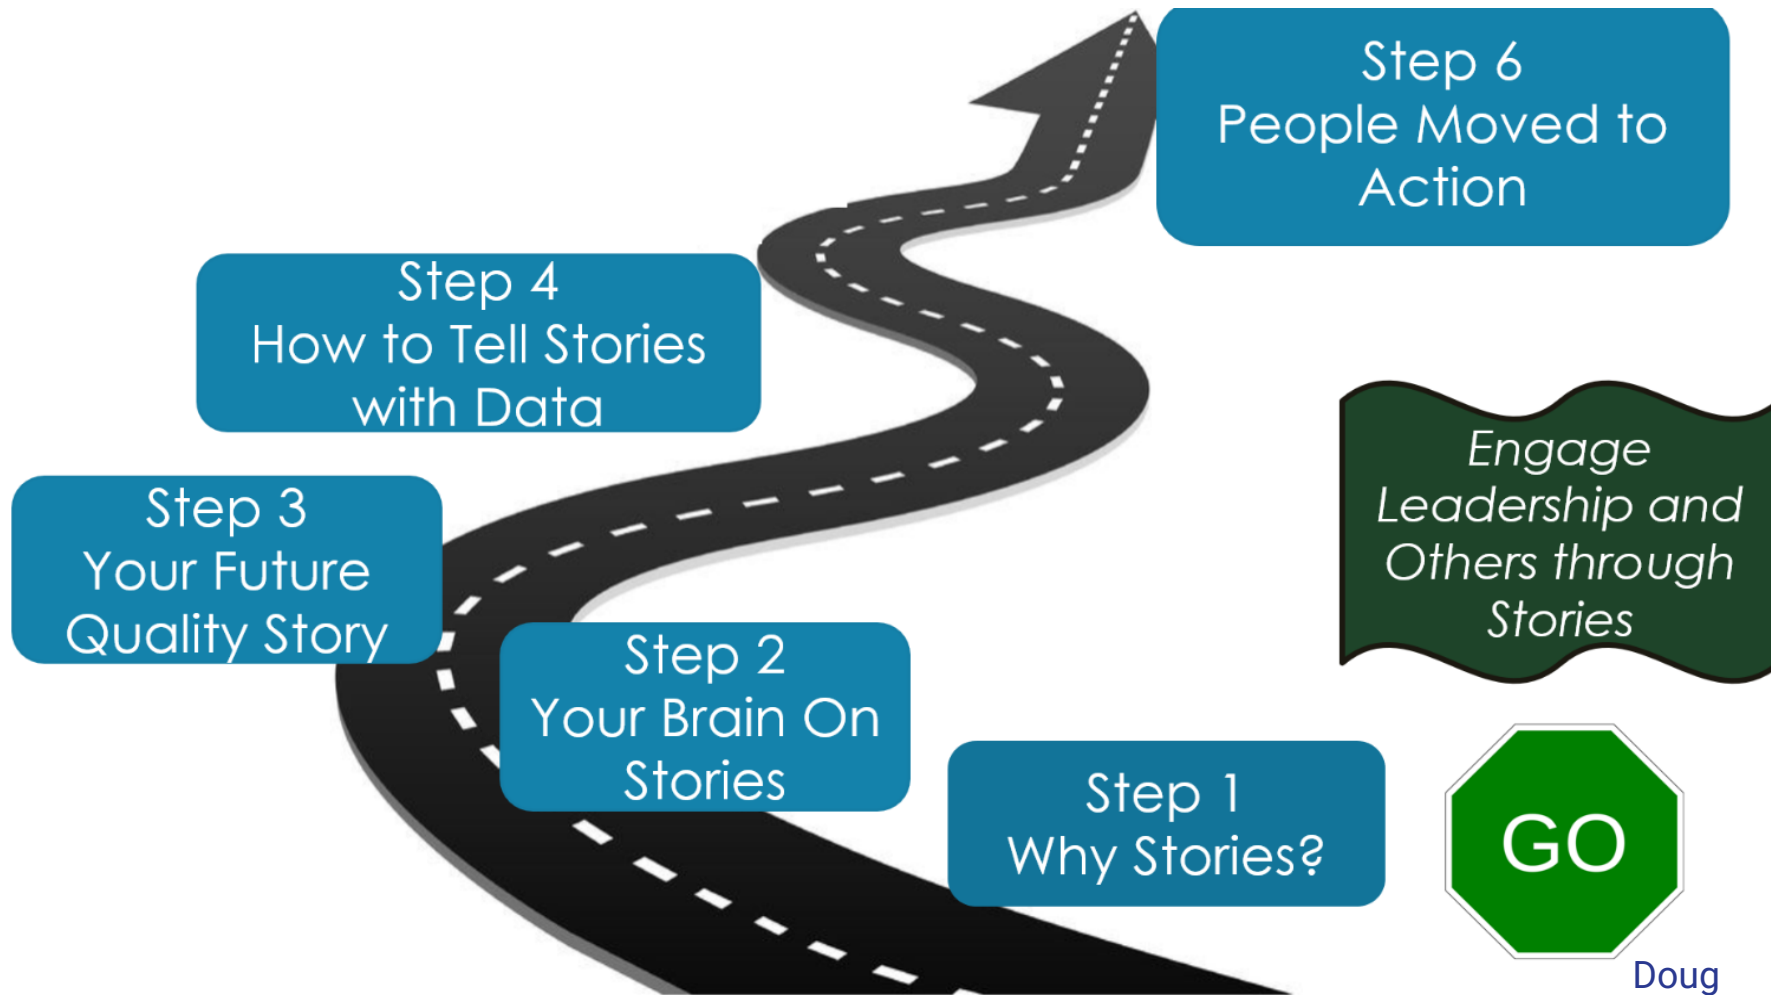 Step 6
People Moved to
Action
Step 4
How to Tell Stories
with Data
Engage
Leadership and
Others through
Stories
Step 3
Your Future
Quality Story
Step 2
Your Brain On
Stories
Step 1
Why Stories?
GO
Doug